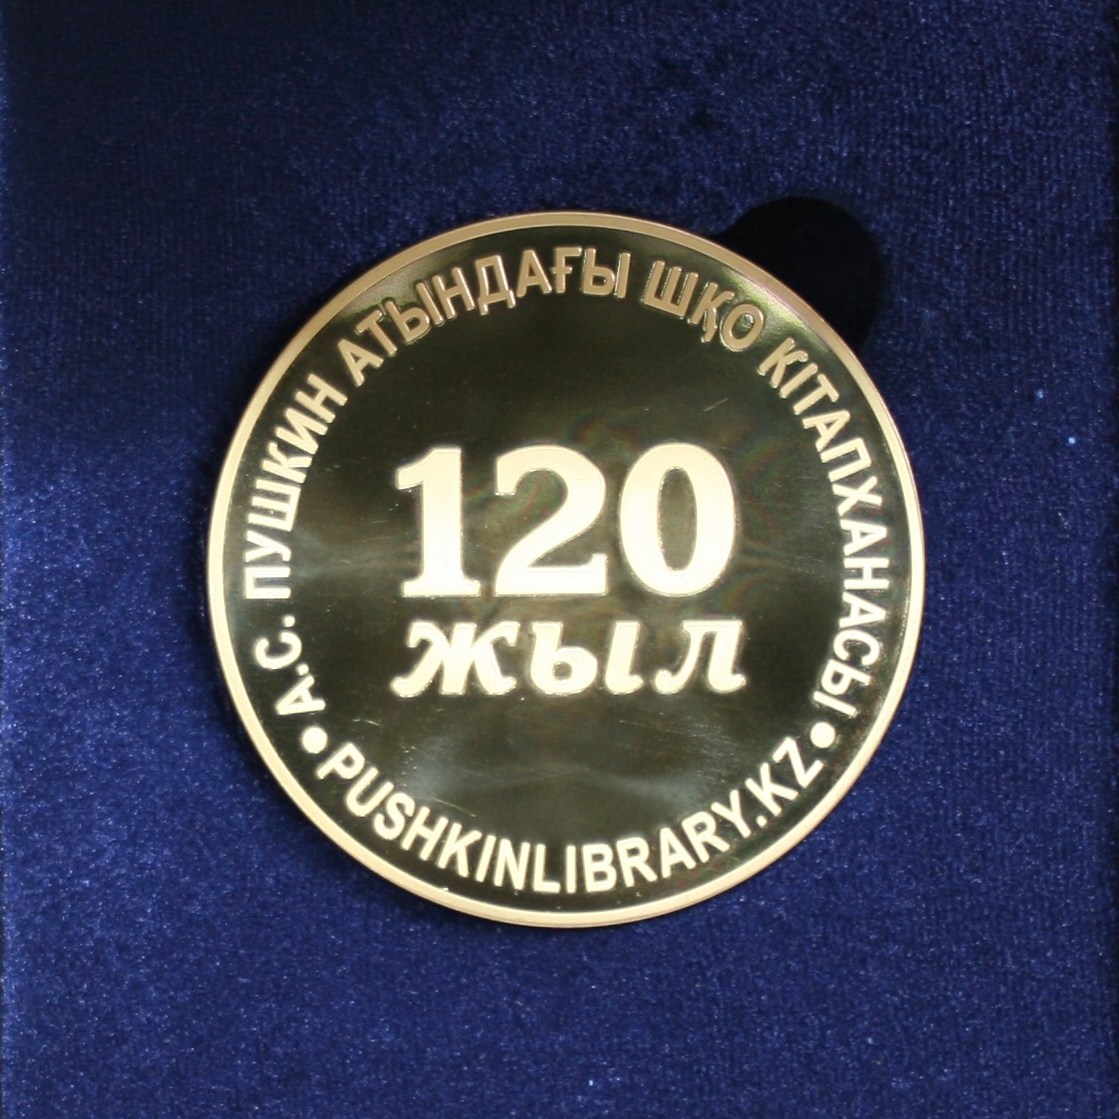 А.С. ПУШКИН АТЫНДАҒЫ ШҚО КІТАПХАНАСЫ
120
жыл
• PUSHKINLIBRARY.KZ •